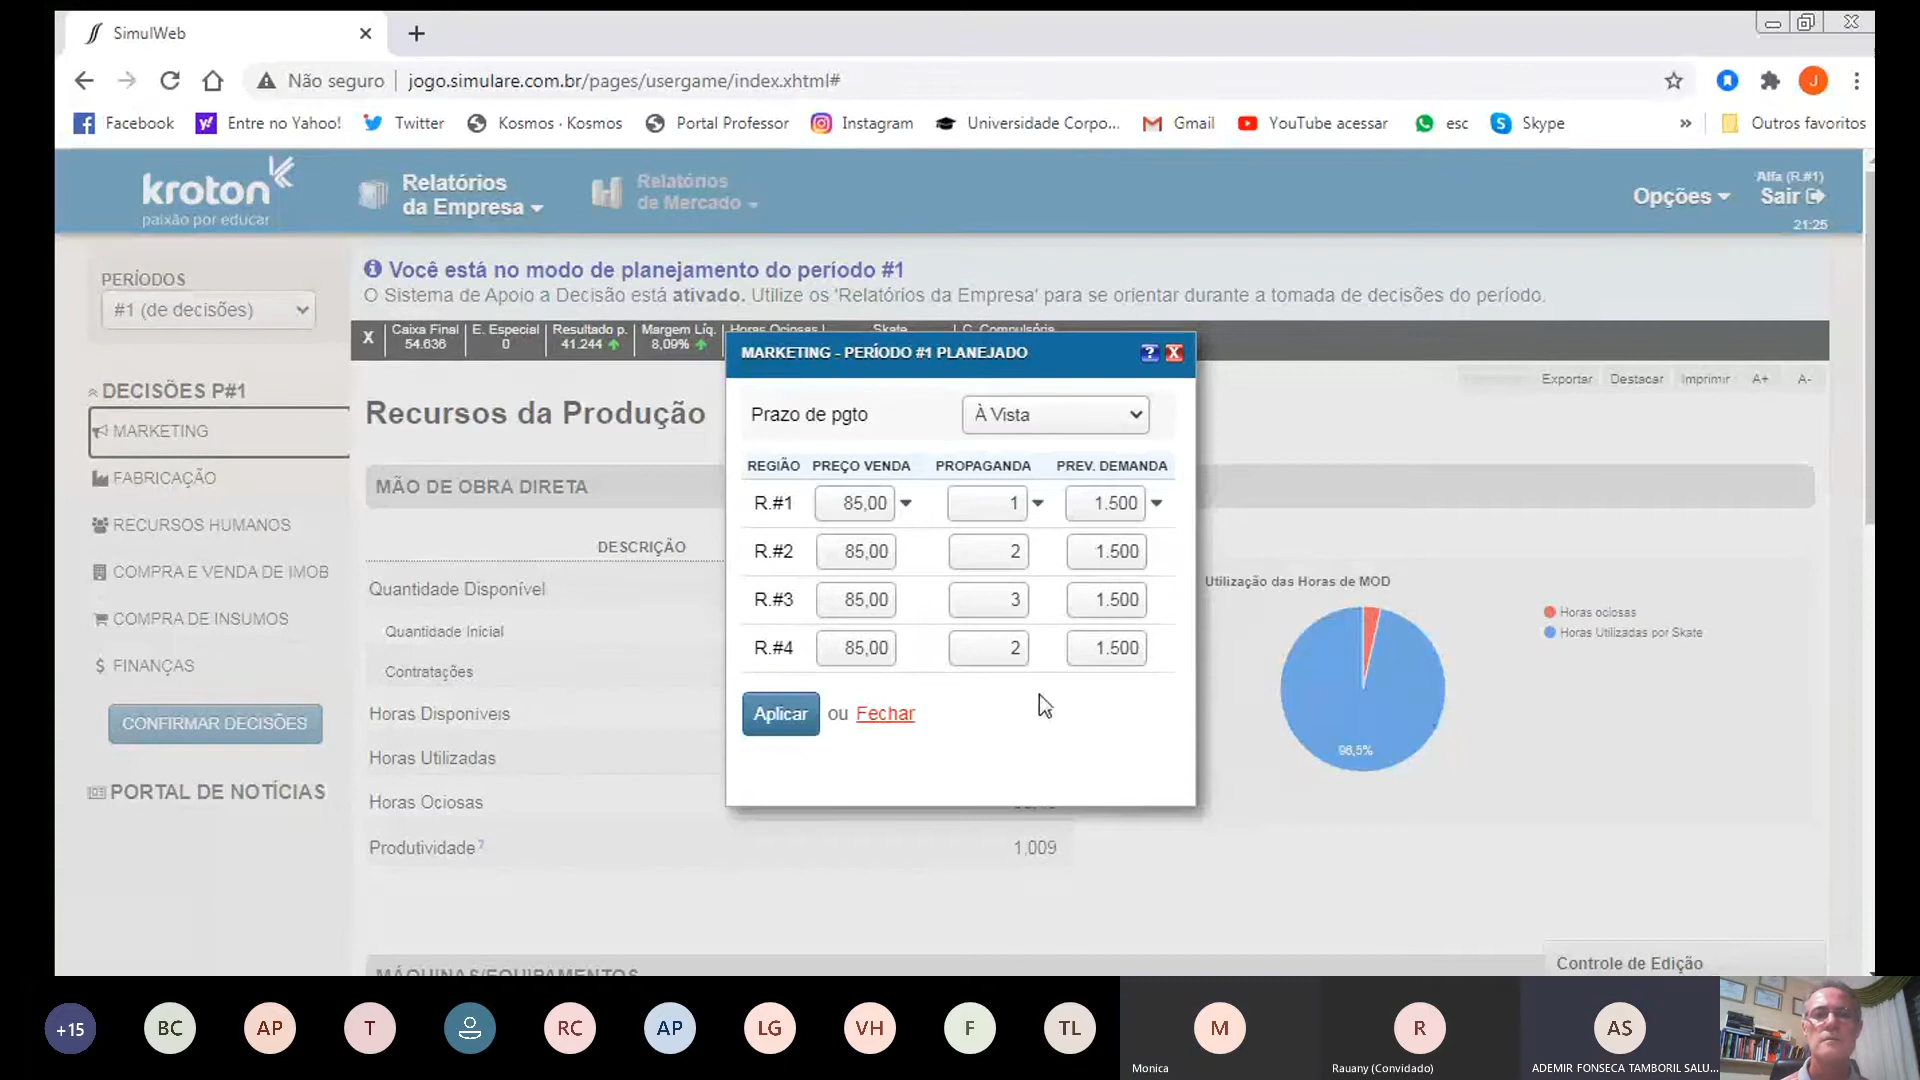 SimulWeb
Não seguro
jogo.simulare.com.br/pages/usergame/index.xhtml#
J
Facebook
Entre no Yahoo!
Twitter
Kosmos · Kosmos
Portal Professor
Instagram
Universidade Corpo...
Gmail
YouTube acessar
esc
Skype
»
Outros favoritos
kroton
paixão por educar
Relatórios
da Empresa
Relatórios
de Mercado
Opções
Alfa (R.#1)
Sair
21:25
PERÍODOS
#1 (de decisões)
Você está no modo de planejamento do período #1
O Sistema de Apoio a Decisão está ativado. Utilize os 'Relatórios da Empresa' para se orientar durante a tomada de decisões do período.
X
Caixa Final
54.636
E. Especial
0
Resultado p.
41.244
Margem Líq.
8,09%
Horas Ociosas
Skate
C. Compulsória
DECISÕES P#1
MARKETING
FABRICAÇÃO
RECURSOS HUMANOS
COMPRA E VENDA DE IMOB
COMPRA DE INSUMOS
$ FINANÇAS
CONFIRMAR DECISÕES
PORTAL DE NOTÍCIAS
Exportar
Destacar
Imprimir
A+
A-
Recursos da Produção
MÃO DE OBRA DIRETA
DESCRIÇÃO
Quantidade Disponível
Quantidade Inicial
Contratações
Horas Disponíveis
Horas Utilizadas
Horas Ociosas
Produtividade ?
1,009
MÁQUINAS/EQUIPAMENTOS
MARKETING - PERÍODO #1 PLANEJADO
? X
Prazo de pgto
À Vista
REGIÃO PREÇO VENDA PROPAGANDA PREV. DEMANDA
R.#1 85,00 1 1.500
R.#2 85,00 2 1.500
R.#3 85,00 3 1.500
R.#4 85,00 2 1.500
Aplicar ou Fechar
Utilização das Horas de MOD
Horas ociosas
Horas Utilizadas por Skate
96,5%
Controle de Edição
+15
BC
AP
T
RC
AP
LG
VH
F
TL
M
Monica
R
Rauany (Convidado)
AS
ADEMIR FONSECA TAMBORIL SALU...